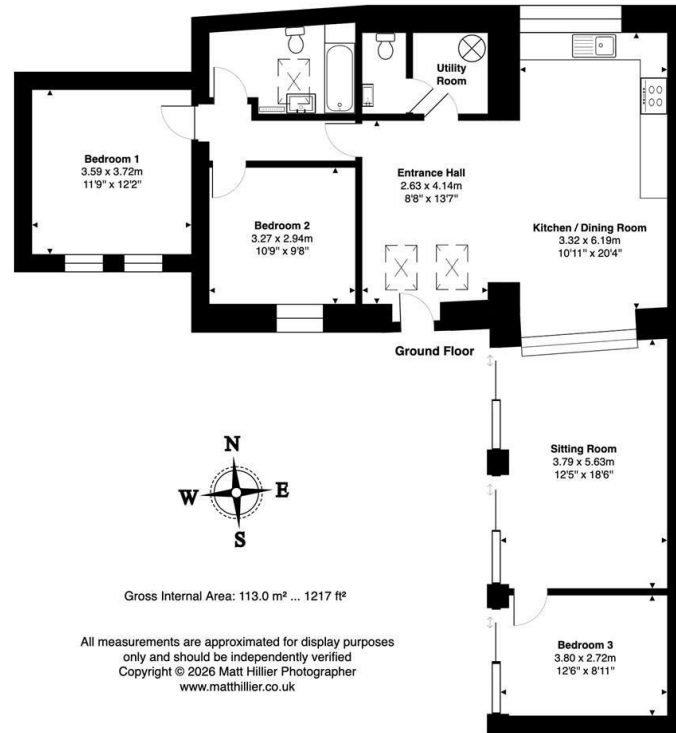 Utility
Room
Bedroom 1
3.59 x 3.72m
11'9" x 12'2"
Entrance Hall
2.63 x 4.14m
8'8" x 13'7"
Bedroom 2
3.27 x 2.94m
10'9" x 9'8"
Kitchen / Dining Room
3.32 x 6.19m
10'11" x 20'4"
Ground Floor
Sitting Room
3.79 x 5.63m
12'5" x 18'6"
N
W
E
S
Gross Internal Area: 113.0 m² ... 1217 ft²
All measurements are approximated for display purposes
only and should be independently verified
Copyright © 2026 Matt Hillier Photographer
www.matthillier.co.uk
Bedroom 3
3.80 x 2.72m
12'6" x 8'11"